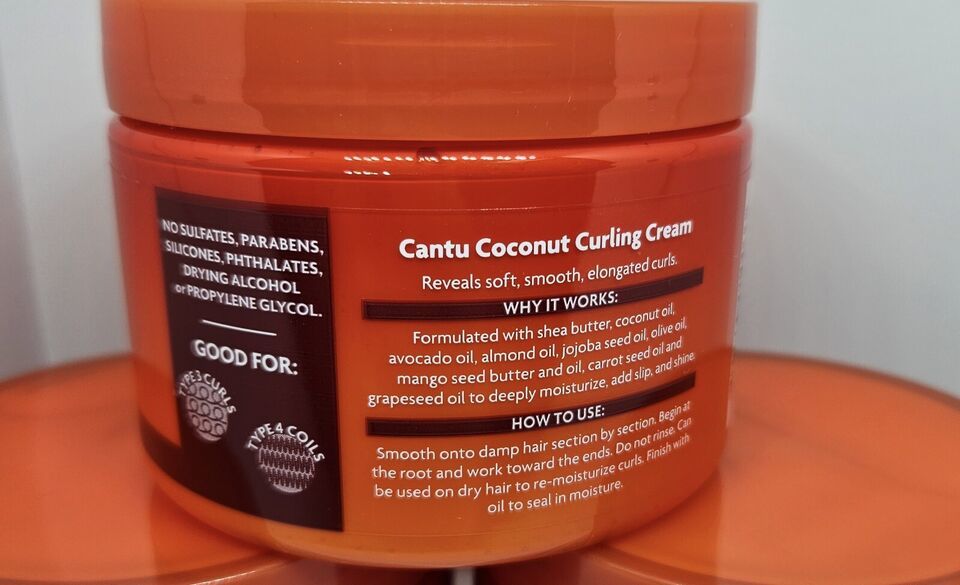 NO SULFATES, PARABENS,
SILICONES, PHTHALATES,
DRYING ALCOHOL
or PROPYLENE GLYCOL.
GOOD FOR:
TYPE 3 CURLS
TYPE 4 COILS
Cantu Coconut Curling Cream
Reveals soft, smooth, elongated curls.
WHY IT WORKS:
Formulated with shea butter, coconut oil,
avocado oil, almond oil, jojoba seed oil, olive oil,
mango seed butter and oil, carrot seed oil and
grapeseed oil to deeply moisturize, add slip, and shine.
HOW TO USE:
Smooth onto damp hair section by section. Begin at
the root and work toward the ends. Do not rinse. Can
be used on dry hair to re-moisturize curls. Finish with
oil to seal in moisture.